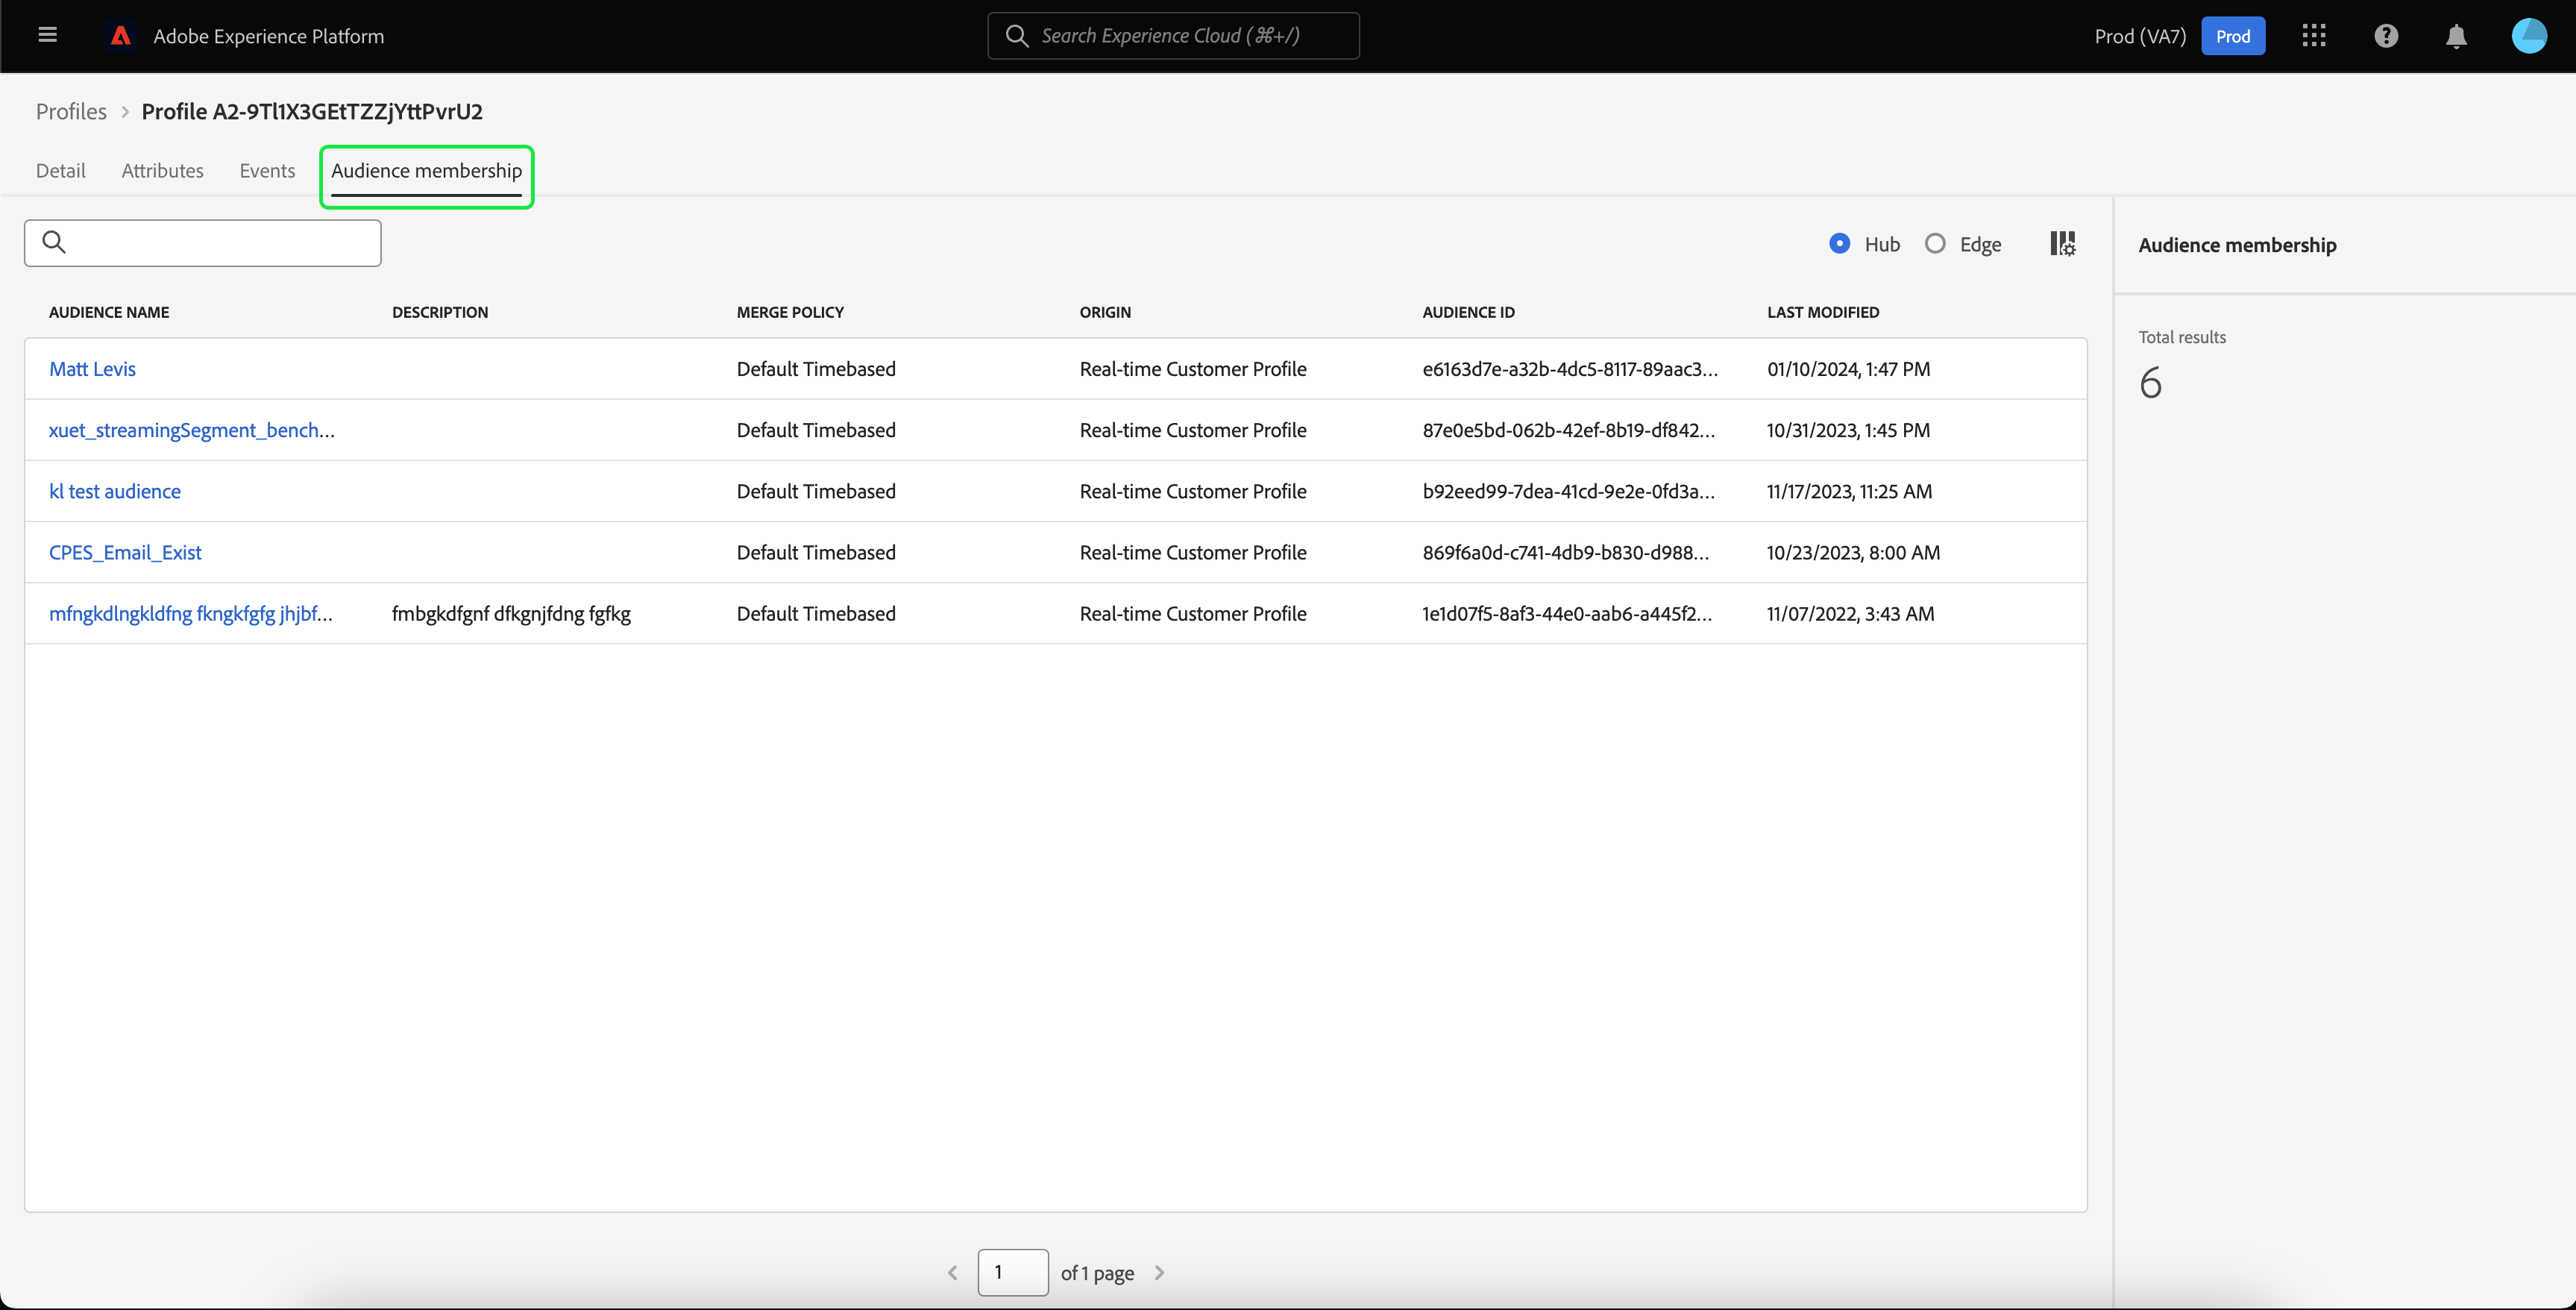 Adobe Experience Platform
Search Experience Cloud (⌘+/)
Prod (VA7)
Prod
Profiles > Profile A2-9Tl1X3GEtTZZjYttPvrU2
Detail Attributes Events Audience membership
Hub Edge
Audience membership
AUDIENCE NAME DESCRIPTION MERGE POLICY ORIGIN AUDIENCE ID LAST MODIFIED
Total results
6
Matt Levis Default Timebased Real-time Customer Profile e6163d7e-a32b-4dc5-8117-89aac3... 01/10/2024, 1:47 PM
xuet_streamingSegment_bench... Default Timebased Real-time Customer Profile 87e0e5bd-062b-42ef-8b19-df842... 10/31/2023, 1:45 PM
kl test audience Default Timebased Real-time Customer Profile b92eed99-7dea-41cd-9e2e-0fd3a... 11/17/2023, 11:25 AM
CPES_Email_Exist Default Timebased Real-time Customer Profile 869f6a0d-c741-4db9-b830-d988... 10/23/2023, 8:00 AM
mfngkdlngkldfng fkngkfgfg jhjbf... fmbgkdfgnf dfkgnjfdng fgfkg Default Timebased Real-time Customer Profile 1e1d07f5-8af3-44e0-aab6-a445f2... 11/07/2022, 3:43 AM
1 of 1 page